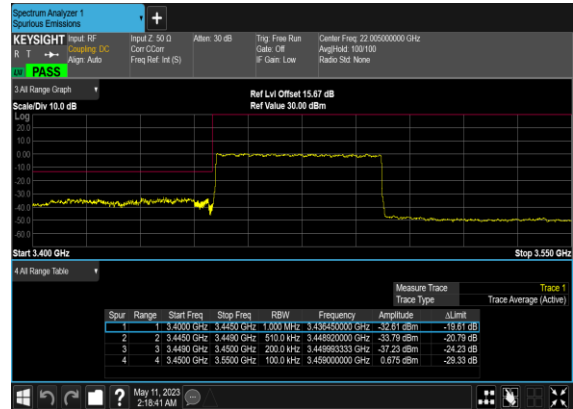 Spectrum Analyzer 1
Spurious Emissions
KEYSIGHT Input: RF Input Z: 50 Ω Atten: 30 dB Trig: Free Run Center Freq: 22.005000000 GHz
R T Coupling: DC Corr CCorr Gate: Off Avg|Hold: 100/100
Align: Auto Freq Ref: Int (S) IF Gain: Low Radio Std: None
LW PASS
3 All Range Graph
Ref Lvl Offset 15.67 dB
Scale/Div 10.0 dB Ref Value 30.00 dBm
Log
20.0
10.0
0.00
-10.0
-20.0
-30.0
-40.0
-50.0
-60.0
Start 3.400 GHz Stop 3.550 GHz
4 All Range Table
Measure Trace Trace 1
Trace Type Trace Average (Active)
Spur Range Start Freq Stop Freq RBW Frequency Amplitude ΔLimit
1 1 3.4000 GHz 3.4450 GHz 1.000 MHz 3.436450000 GHz -32.61 dBm -19.61 dB
2 2 3.4450 GHz 3.4490 GHz 510.0 kHz 3.448920000 GHz -33.79 dBm -20.79 dB
3 3 3.4490 GHz 3.4500 GHz 200.0 kHz 3.449993333 GHz -37.23 dBm -24.23 dB
4 4 3.4500 GHz 3.5500 GHz 100.0 kHz 3.459000000 GHz 0.675 dBm -29.33 dB
May 11, 2023
2:18:41 AM